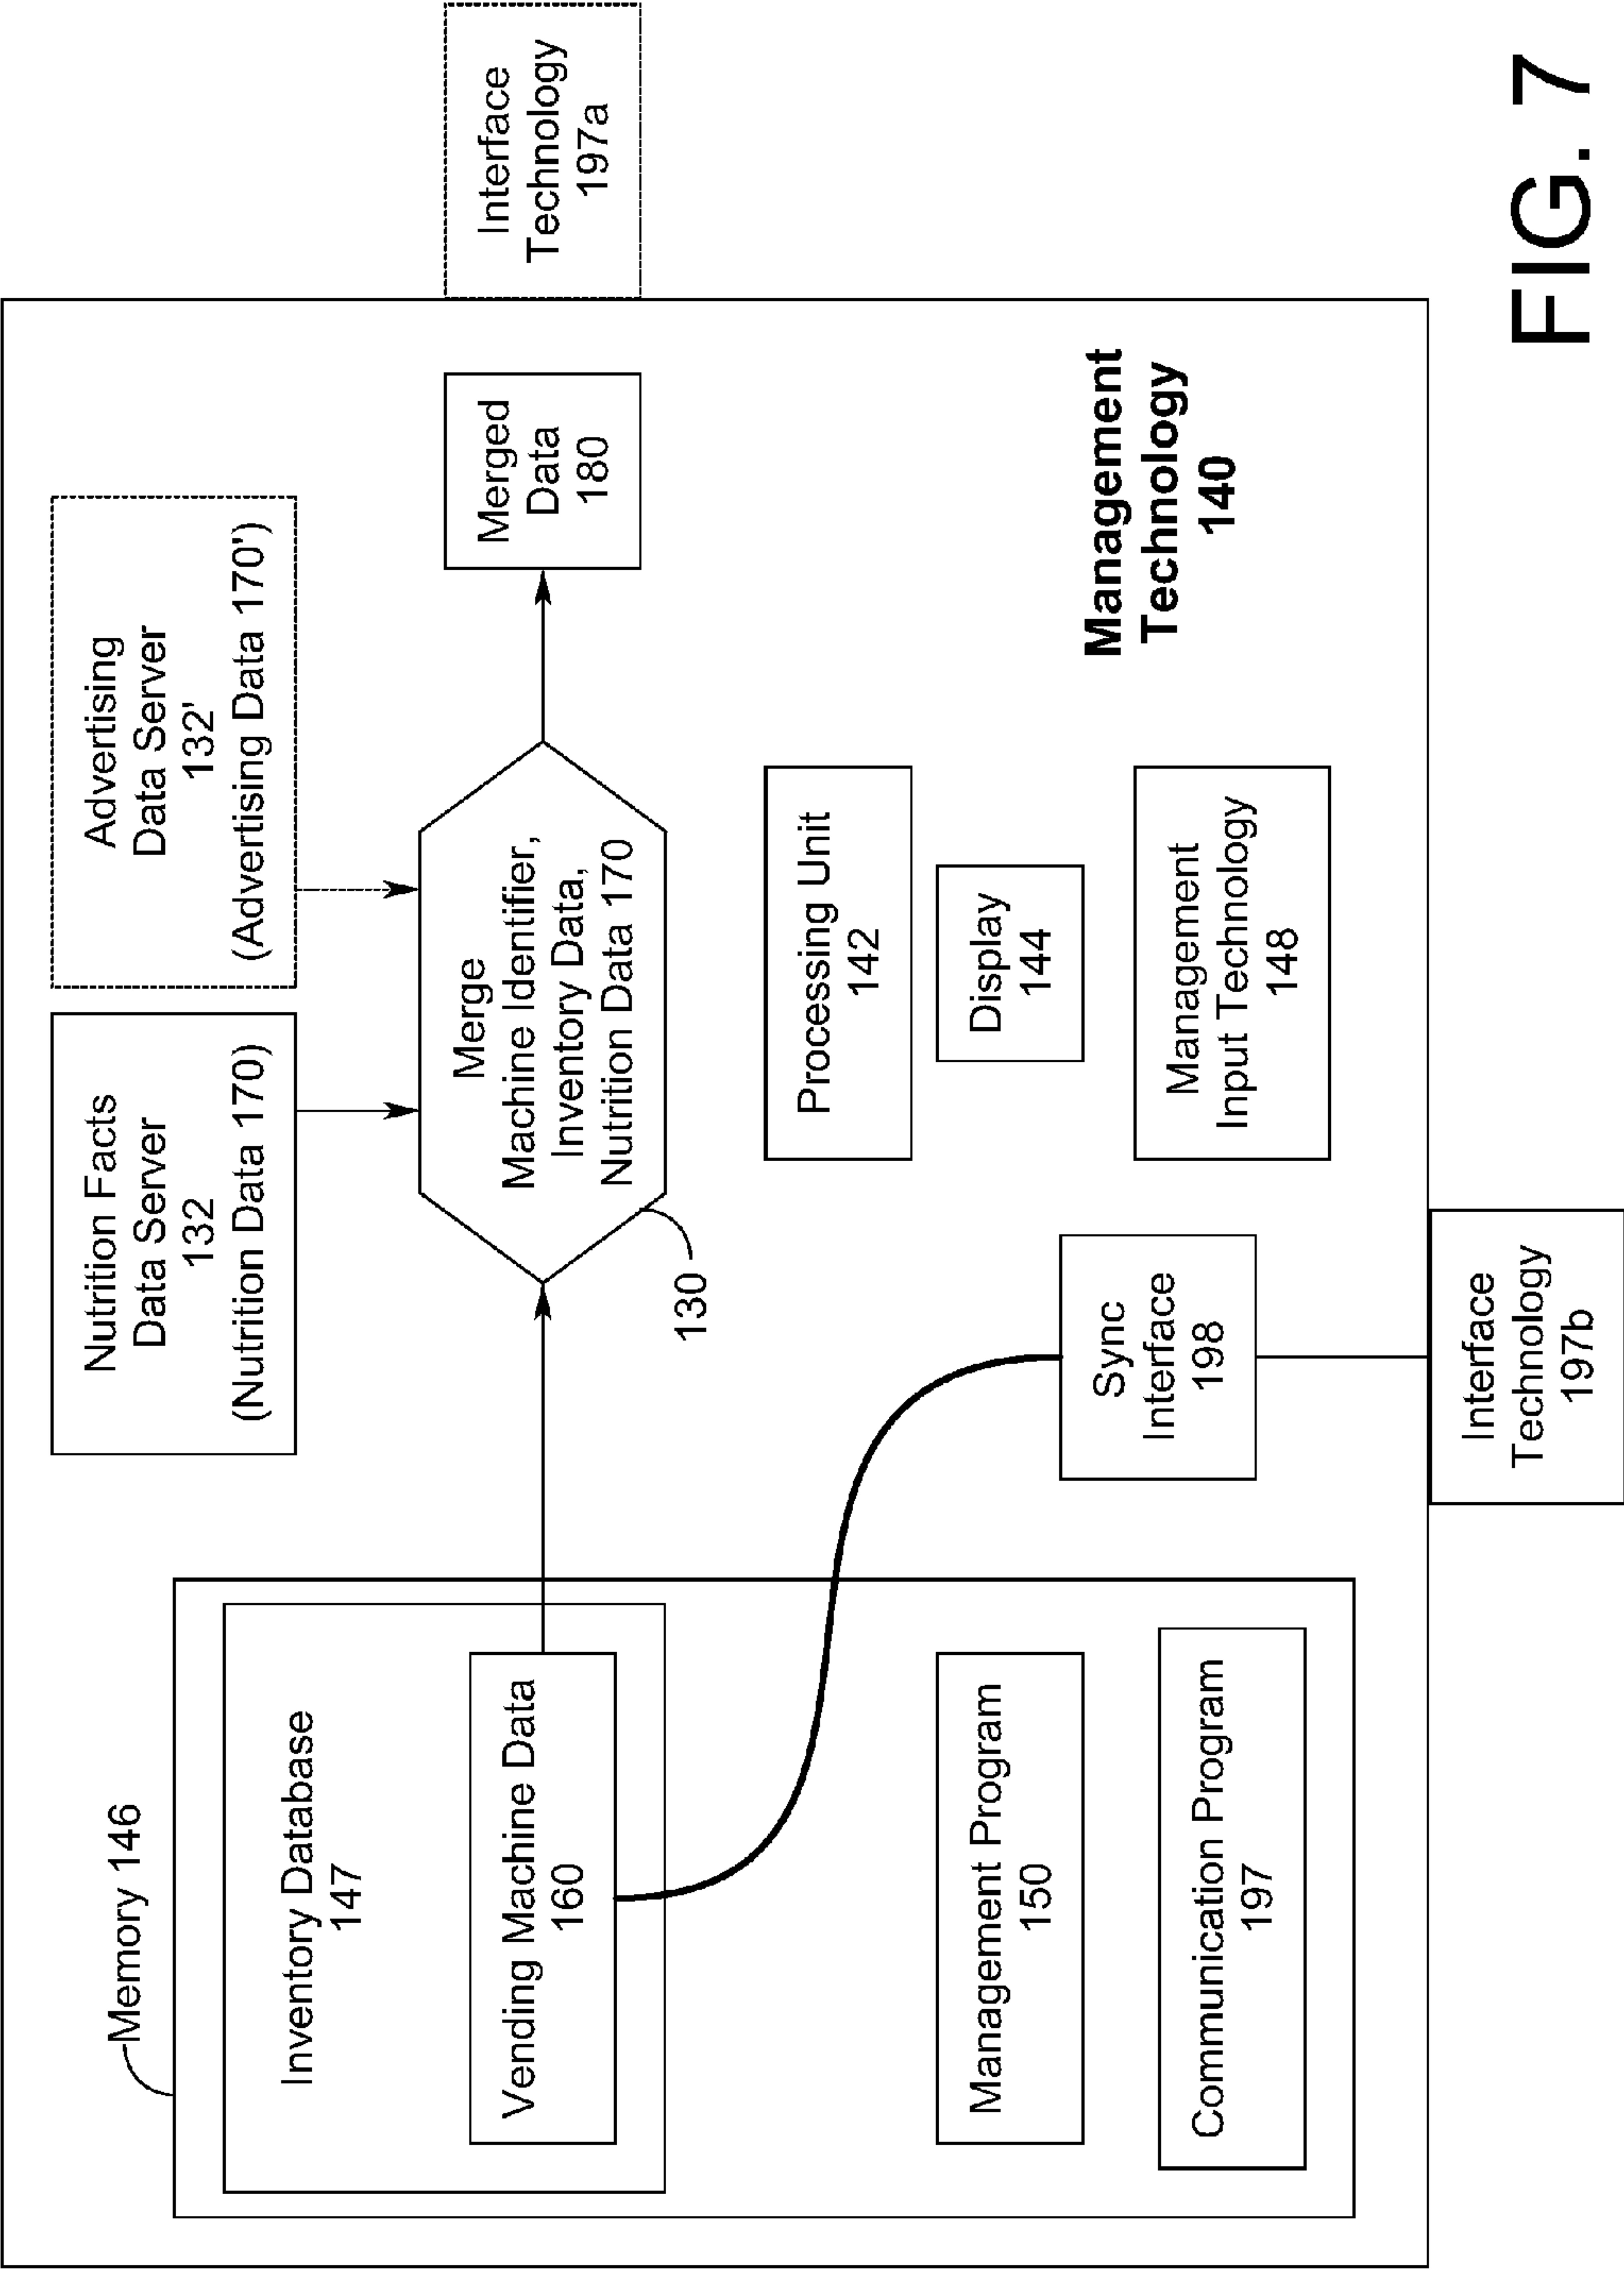 Memory 146
Inventory Database
147
Vending Machine Data
160
Management Program
150
Communication Program
197
Nutrition Facts
Data Server
132
(Nutrition Data 170)
Advertising
Data Server
132'
(Advertising Data 170')
Merge
Machine Identifier,
Inventory Data,
Nutrition Data 170
130
Merged
Data
180
Interface
Technology
197a
Processing Unit
142
Display
144
Management
Input Technology
148
Sync
Interface
198
Interface
Technology
197b
Management
Technology
140
FIG. 7